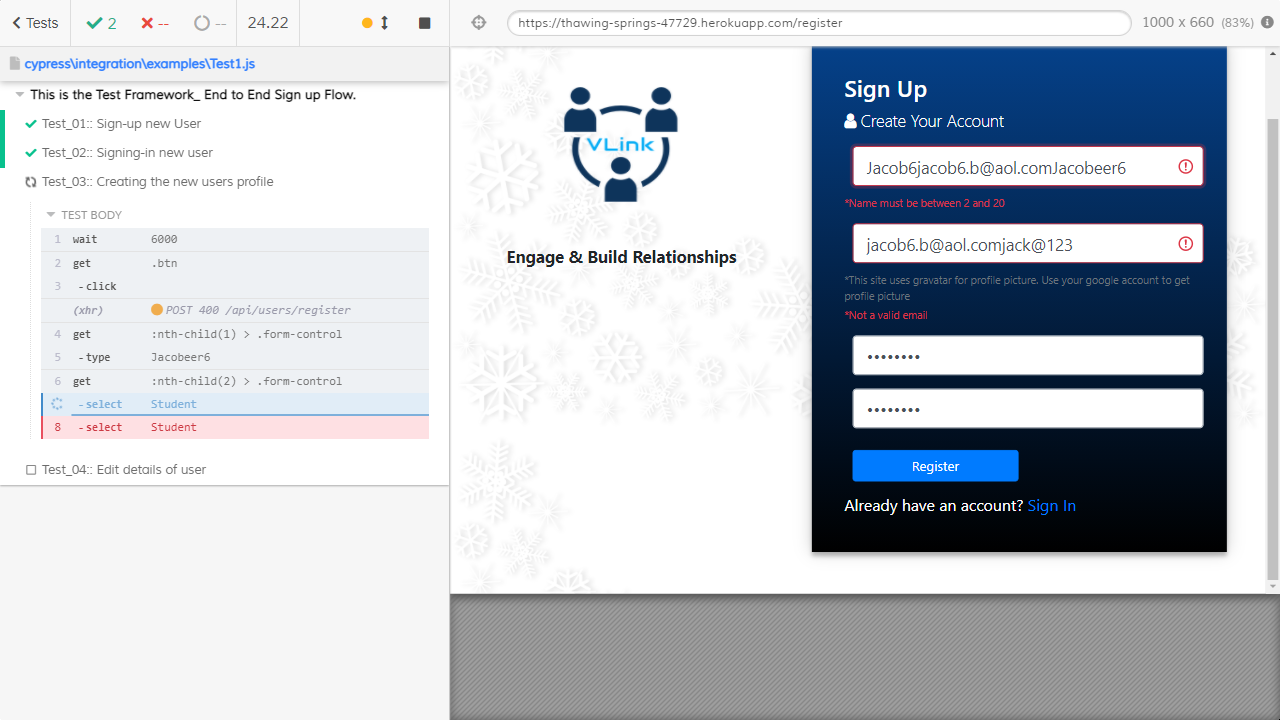 Tests
2
--
--
24.22
https://thawing-springs-47729.herokuapp.com/register
1000 x 660 (83%)
cypress\integration\examples\Test1.js
This is the Test Framework_ End to End Sign up Flow.
Test_01:: Sign-up new User
Test_02:: Signing-in new user
Test_03:: Creating the new users profile
TEST BODY
1 wait 6000
2 get .btn
3 -click
(xhr) POST 400 /api/users/register
4 get :nth-child(1) > .form-control
5 -type Jacobeer6
6 get :nth-child(2) > .form-control
-select Student
8 -select Student
Test_04:: Edit details of user
VLink
Engage & Build Relationships
Sign Up
Create Your Account
Jacob6jacob6.b@aol.comJacobeer6
*Name must be between 2 and 20
jacob6.b@aol.comjack@123
*This site uses gravatar for profile picture. Use your google account to get
profile picture
*Not a valid email
Register
Already have an account? Sign In